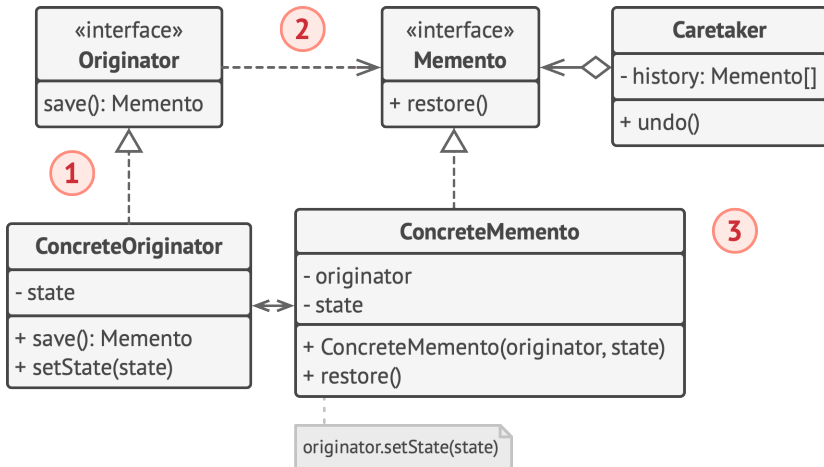 «interface»
Originator
save(): Memento
2
«interface»
Memento
+ restore()
Caretaker
- history: Memento[]
+ undo()
1
ConcreteOriginator
- state
+ save(): Memento
+ setState(state)
ConcreteMemento
- originator
- state
+ ConcreteMemento(originator, state)
+ restore()
3
originator.setState(state)